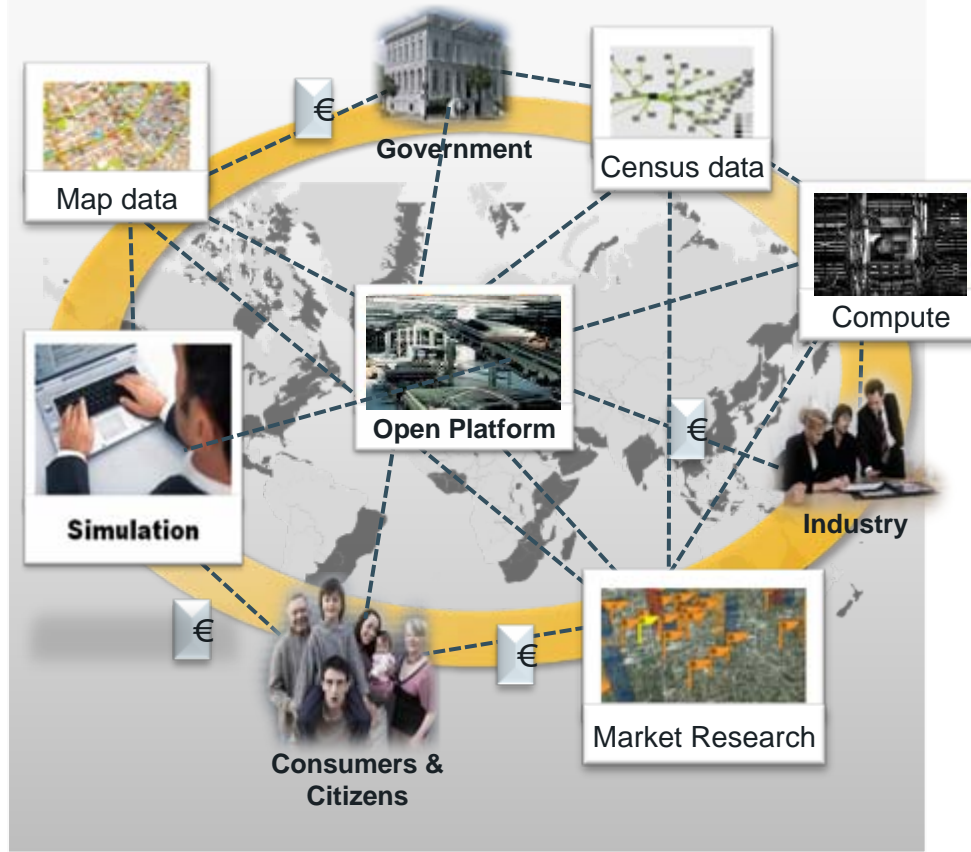 €
Government
Census data
Map data
Compute
Open Platform
€
Simulation
Industry
€
€
Market Research
Consumers &
Citizens